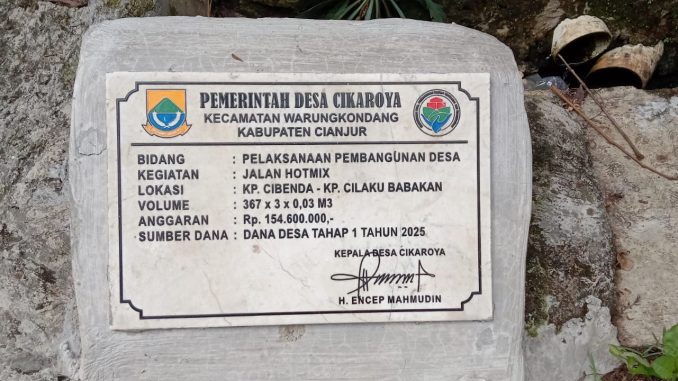 PEMERINTAH DESA CIKAROYA
KECAMATAN WARUNGKONDANG
KABUPATEN CIANJUR
BIDANG : PELAKSANAAN PEMBANGUNAN DESA
KEGIATAN : JALAN HOTMIX
LOKASI : KP. CIBENDA - KP. CILAKU BABAKAN
VOLUME : 367 x 3 x 0,03 M3
ANGGARAN : Rp. 154.600.000,-
SUMBER DANA : DANA DESA TAHAP 1 TAHUN 2025
KEPALA DESA CIKAROYA
H. ENCEP MAHMUDIN